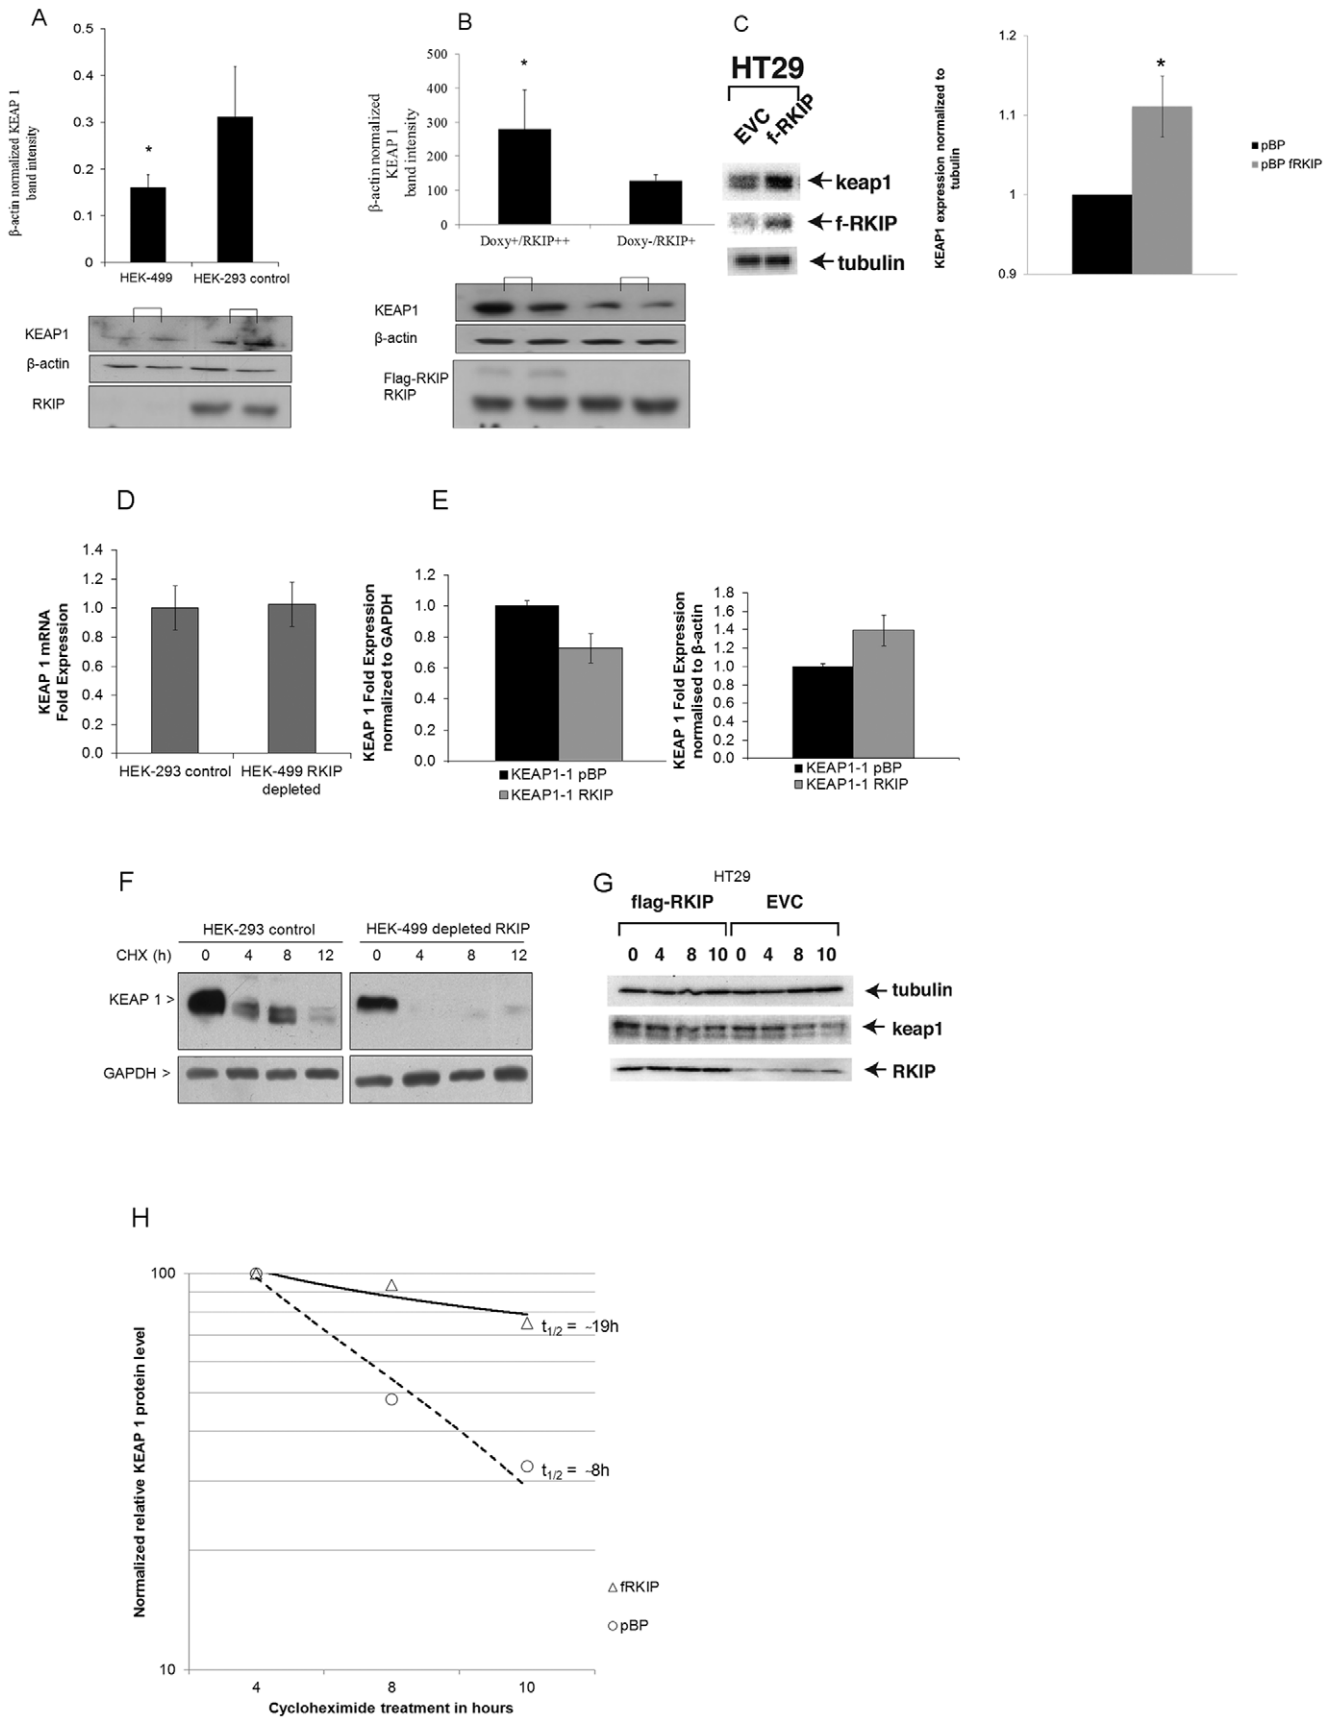 A
0.5
0.4
0.3
0.2
0.1
0
β-actin normalized KEAP 1
band intensity
*
HEK-499
HEK-293 control
KEAP1
β-actin
RKIP
B
500
400
300
200
100
0
β-actin normalized
KEAP 1
band intensity
*
Doxy+/RKIP++
Doxy-/RKIP+
KEAP1
β-actin
Flag-RKIP
RKIP
C
HT29
EVC
f-RKIP
keap1
f-RKIP
tubulin
KEAP1 expression normalized to
tubulin
1.2
1.1
1
0.9
*
pBP
pBP fRKIP
D
KEAP 1 mRNA
Fold Expression
1.4
1.2
1.0
0.8
0.6
0.4
0.2
0.0
HEK-293 control
HEK-499 RKIP
depleted
E
KEAP 1 Fold Expression
normalized to GAPDH
1.2
1.0
0.8
0.6
0.4
0.2
0.0
KEAP1-1 pBP
KEAP1-1 RKIP
KEAP 1 Fold Expression
normalised to β-actin
1.8
1.6
1.4
1.2
1.0
0.8
0.6
0.4
0.2
0.0
KEAP1-1 pBP
KEAP1-1 RKIP
F
HEK-293 control
HEK-499 depleted RKIP
CHX (h) 0 4 8 12 0 4 8 12
KEAP 1 >
GAPDH >
G
HT29
flag-RKIP EVC
0 4 8 10 0 4 8 10
tubulin
keap1
RKIP
H
Normalized relative KEAP 1 protein level
100
10
t1/2 = ~19h
t1/2 = ~8h
fRKIP
pBP
4 8 10
Cycloheximide treatment in hours